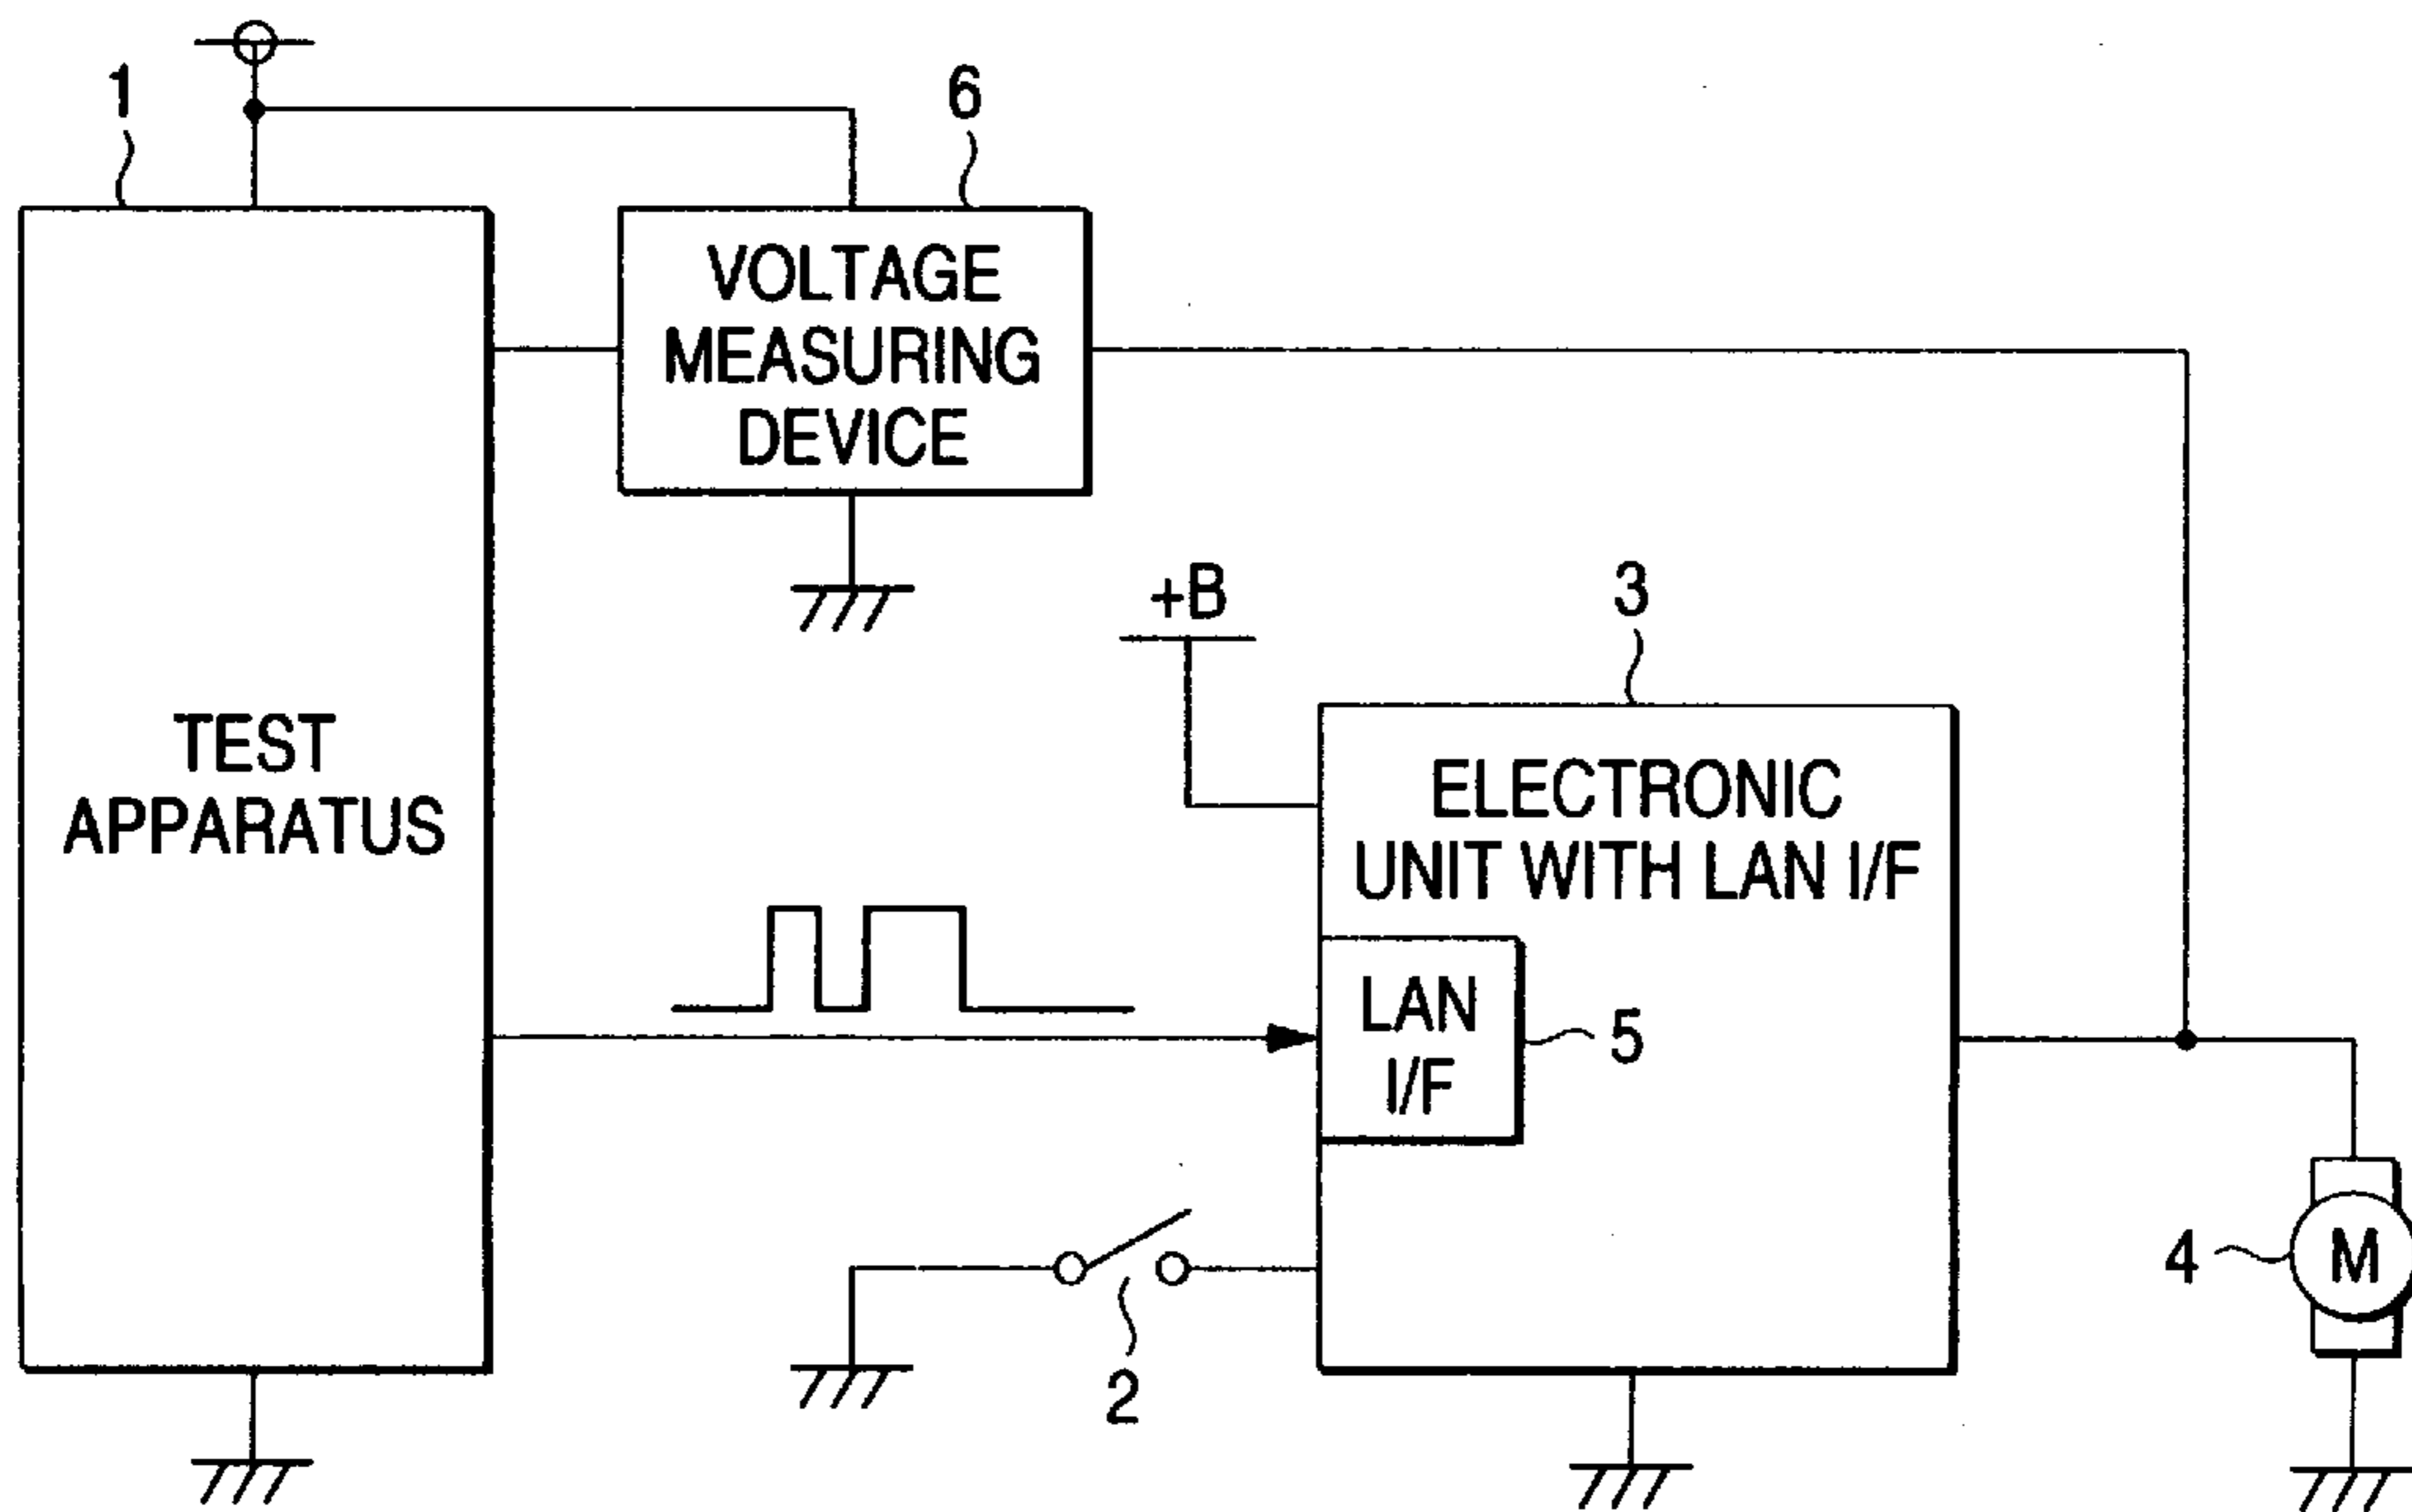 1
6
VOLTAGE
MEASURING
DEVICE
+B
3
TEST
APPARATUS
ELECTRONIC
UNIT WITH LAN I/F
LAN
I/F
5
2
4
M